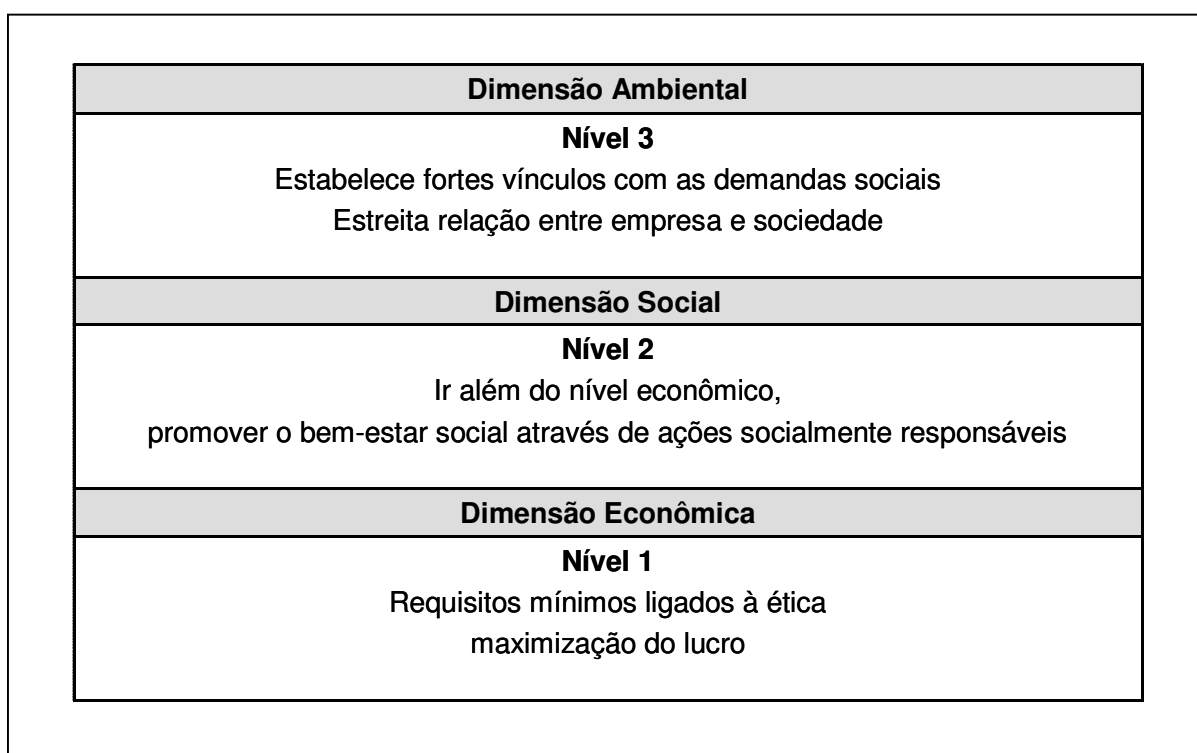 Dimensão Ambiental
Nível 3
Estabelece fortes vínculos com as demandas sociais
Estreita relação entre empresa e sociedade
Dimensão Social
Nível 2
Ir além do nível econômico,
promover o bem-estar social através de ações socialmente responsáveis
Dimensão Econômica
Nível 1
Requisitos mínimos ligados à ética
maximização do lucro